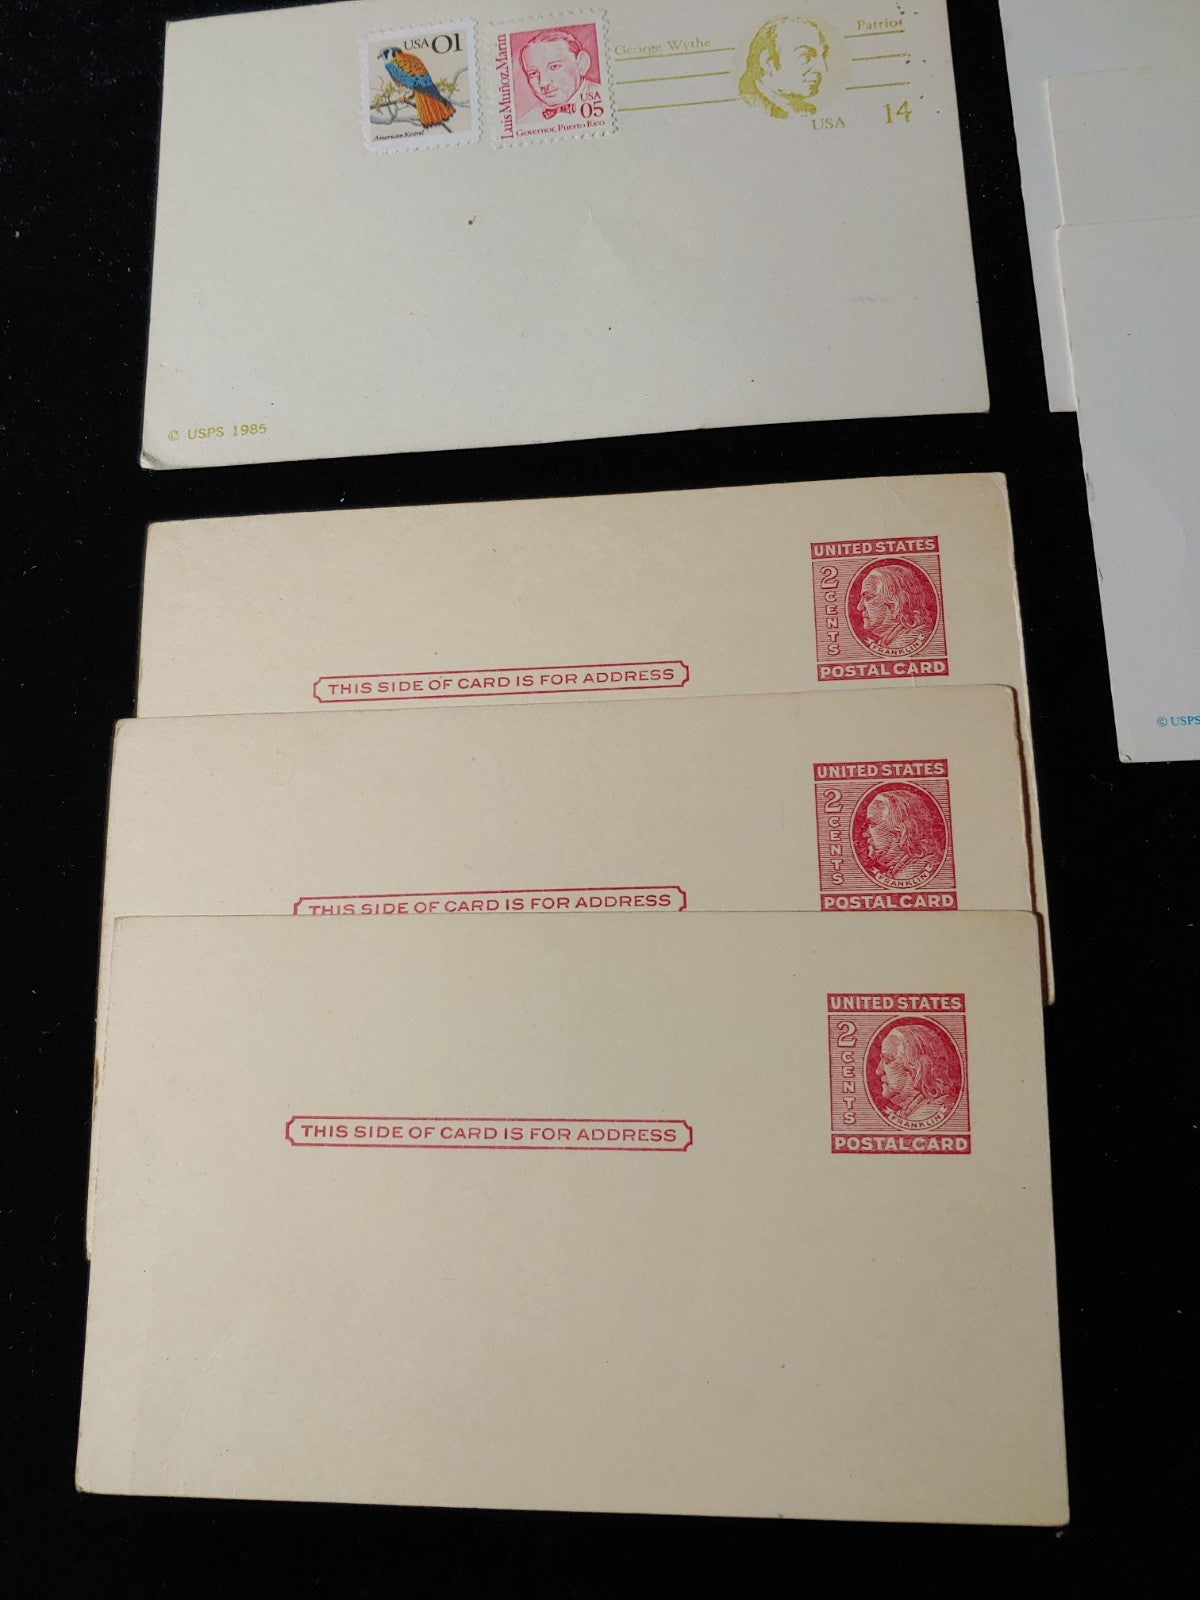 USA 01
American Kestrel
Luis Muñoz Marín
USA
05
Governor, Puerto Rico
George Wythe
Patriot
USA 14
© USPS 1985
UNITED STATES
2 CENTS
FRANKLIN
POSTAL CARD
THIS SIDE OF CARD IS FOR ADDRESS
UNITED STATES
2 CENTS
FRANKLIN
POSTAL CARD
THIS SIDE OF CARD IS FOR ADDRESS
UNITED STATES
2 CENTS
FRANKLIN
POSTAL CARD
THIS SIDE OF CARD IS FOR ADDRESS
© USPS